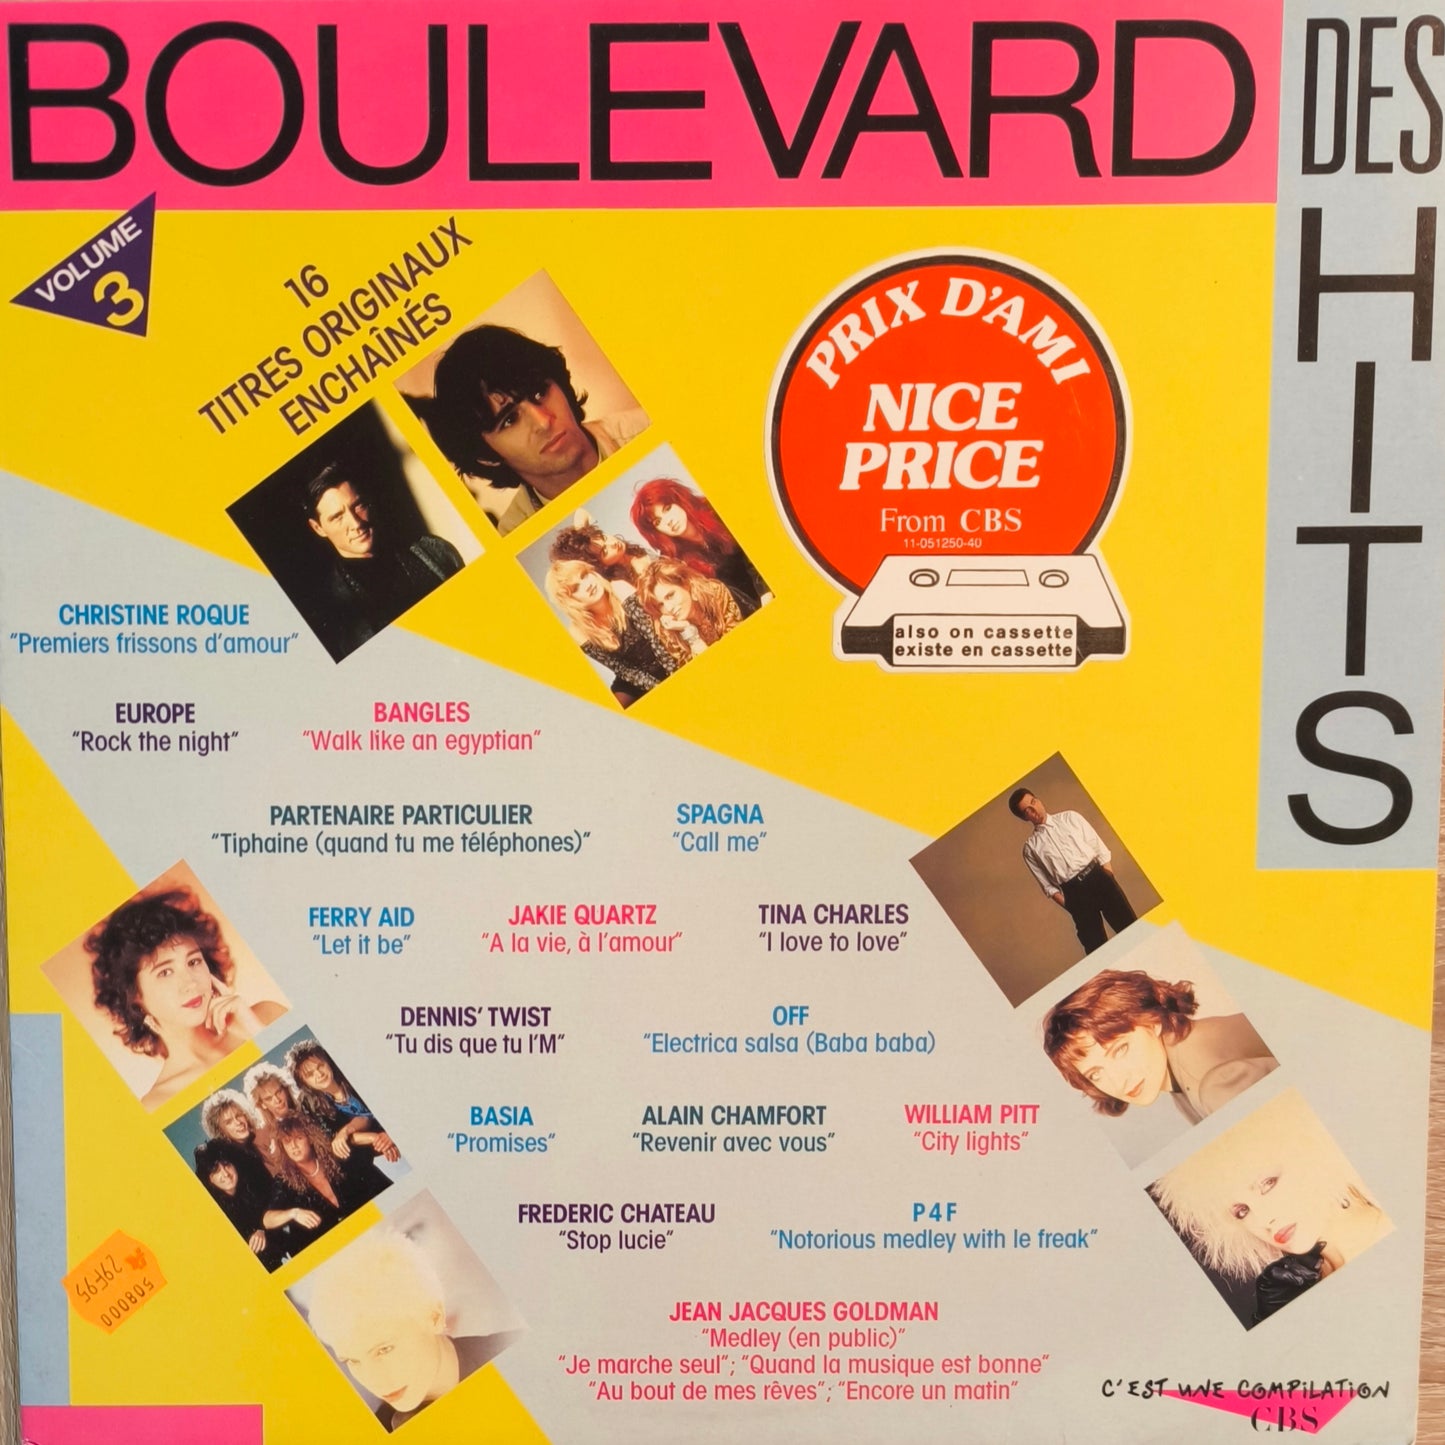 BOULEVARD
DES
HITS
VOLUME
3
16
TITRES ORIGINAUX
ENCHAÎNÉS
PRIX D'AMI
NICE
PRICE
From CBS
11-051250-40
also on cassette
existe en cassette
CHRISTINE ROQUE
"Premiers frissons d'amour"
EUROPE
"Rock the night"
BANGLES
"Walk like an egyptian"
PARTENAIRE PARTICULIER
"Tiphaine (quand tu me téléphones)"
SPAGNA
"Call me"
FERRY AID
"Let it be"
JAKIE QUARTZ
"A la vie, à l'amour"
TINA CHARLES
"I love to love"
DENNIS' TWIST
"Tu dis que tu l'M"
OFF
"Electrica salsa (Baba baba)
BASIA
"Promises"
ALAIN CHAMFORT
"Revenir avec vous"
WILLIAM PITT
"City lights"
FREDERIC CHATEAU
"Stop lucie"
P4F
"Notorious medley with le freak"
JEAN JACQUES GOLDMAN
"Medley (en public)"
"Je marche seul"; "Quand la musique est bonne"
"Au bout de mes rêves"; "Encore un matin"
508000
29F95
C'EST UNE COMPILATION
CBS